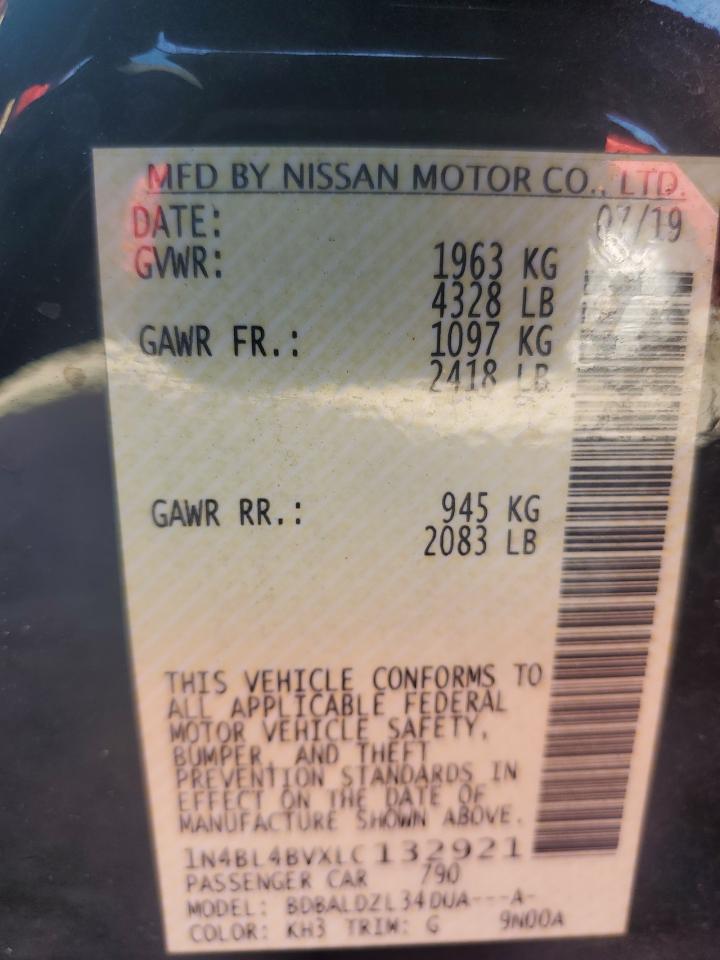 MFD BY NISSAN MOTOR CO., LTD.
DATE: 07/19
GVWR: 1963 KG
4328 LB
GAWR FR.: 1097 KG
2418 LB
GAWR RR.: 945 KG
2083 LB
THIS VEHICLE CONFORMS TO
ALL APPLICABLE FEDERAL
MOTOR VEHICLE SAFETY,
BUMPER, AND THEFT
PREVENTION STANDARDS IN
EFFECT ON THE DATE OF
MANUFACTURE SHOWN ABOVE.
1N4BL4BVXLC132921
PASSENGER CAR 790
MODEL: BDBALDZL34DUA---A-
COLOR: KH3 TRIM: G 9N00A